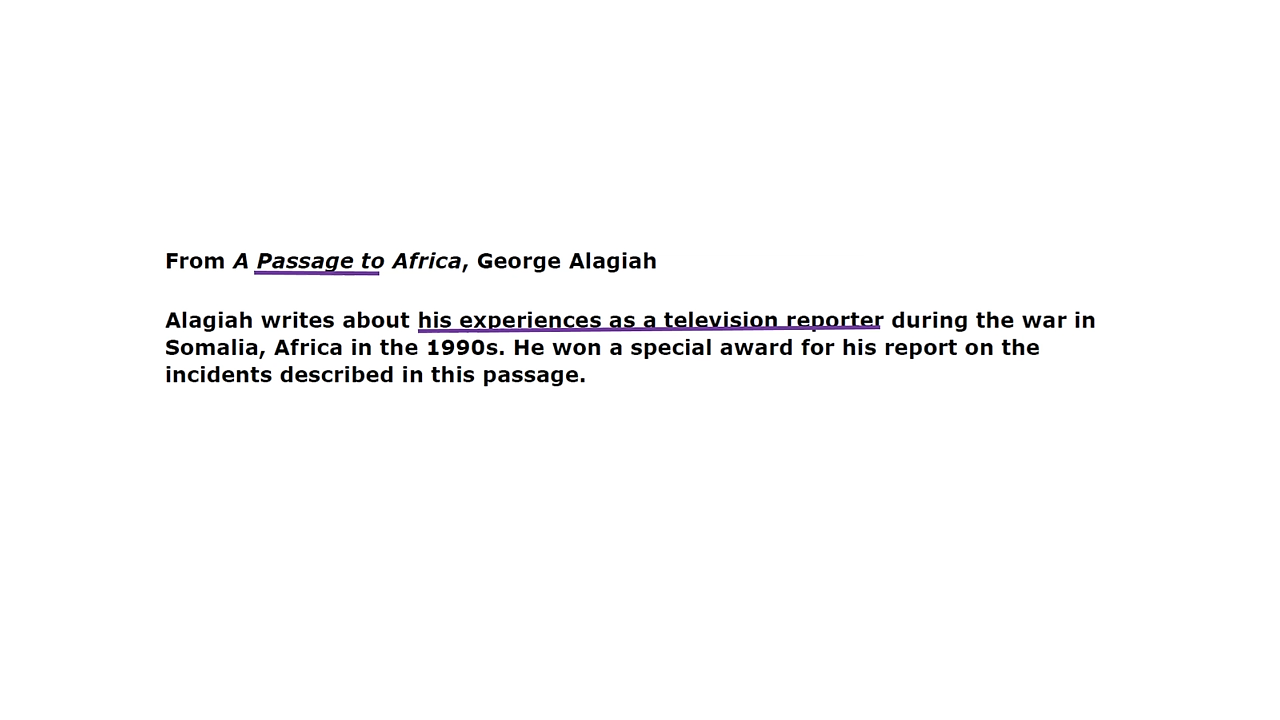 From A Passage to Africa, George Alagiah
Alagiah writes about his experiences as a television reporter during the war in
Somalia, Africa in the 1990s. He won a special award for his report on the
incidents described in this passage.